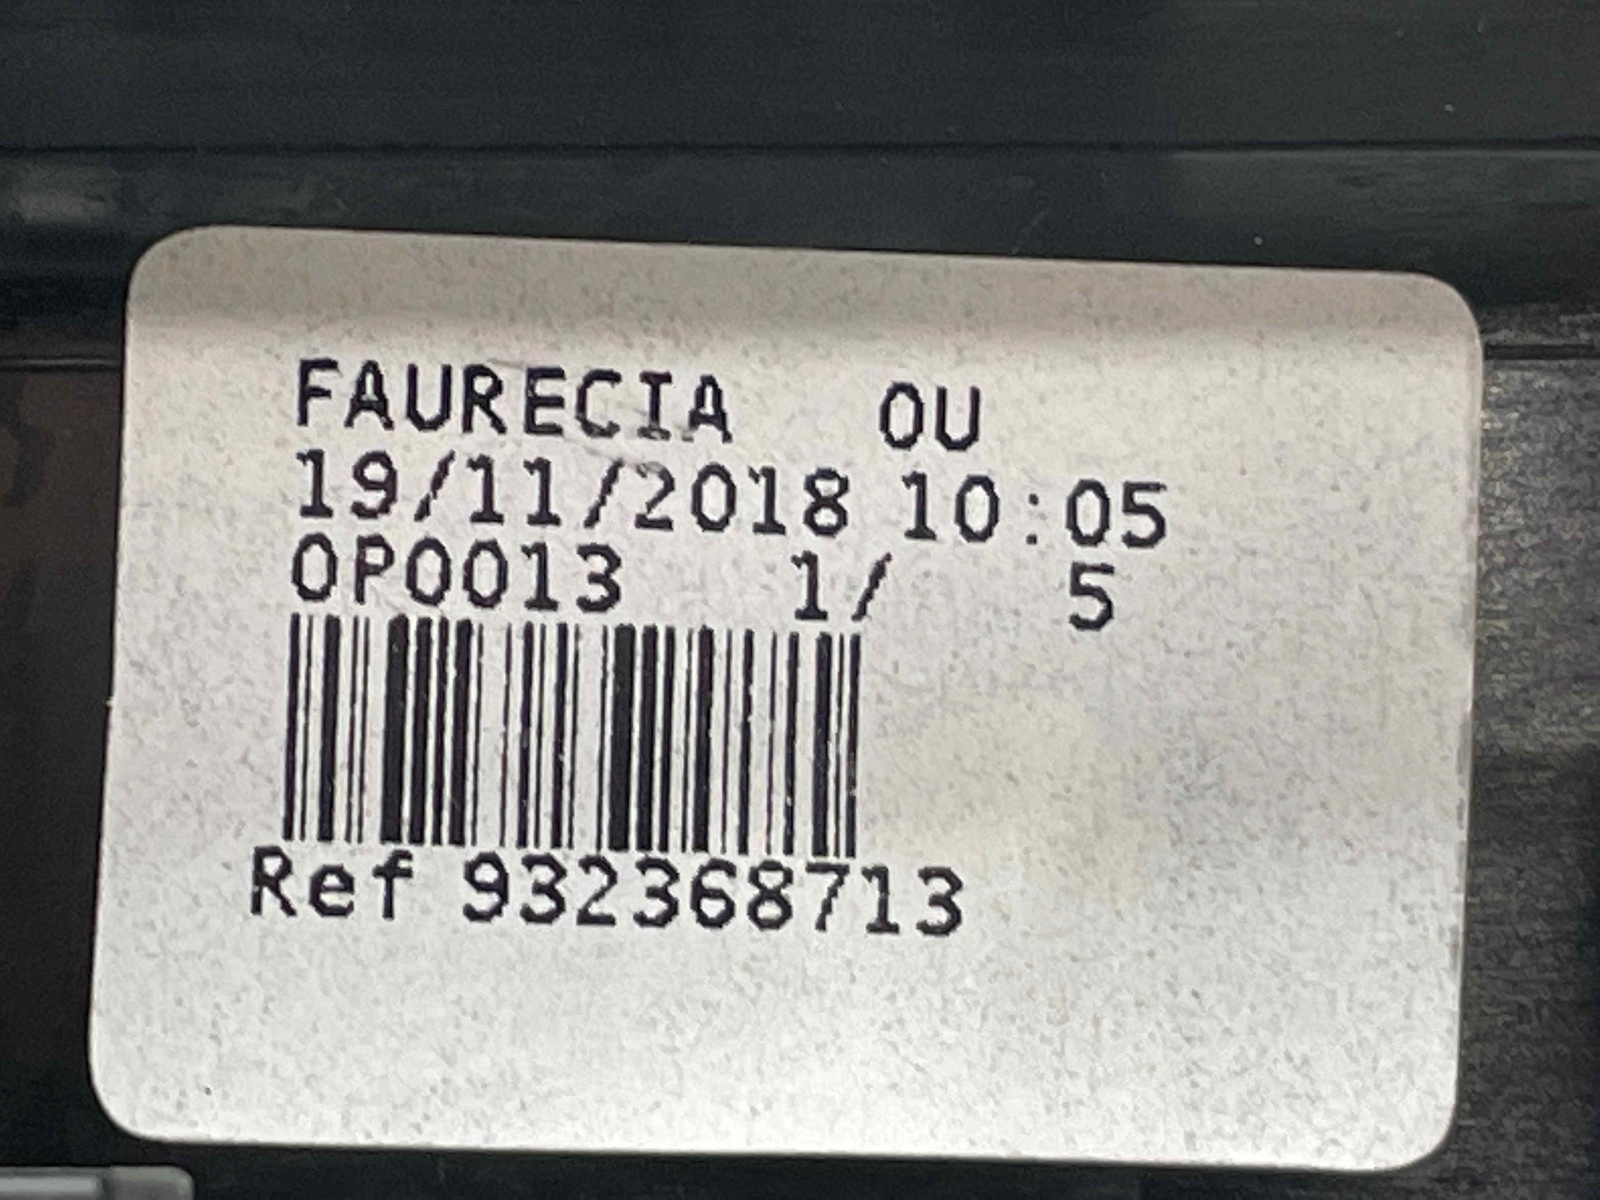 FAURECIA OU
19/11/2018 10:05
OP0013 1/ 5
Ref 932368713